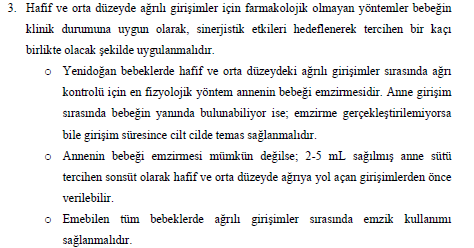 3. Hafif ve orta düzeyde ağrılı girişimler için farmakolojik olmayan yöntemler bebeğin
klinik durumuna uygun olarak, sinerjistik etkileri hedeflenerek tercihen bir kaçı
birlikte olacak şekilde uygulanmalıdır.
o Yenidoğan bebeklerde hafif ve orta düzeydeki ağrılı girişimler sırasında ağrı
kontrolü için en fizyolojik yöntem annenin bebeği emzirmesidir. Anne girişim
sırasında bebeğin yanında bulunabiliyor ise; emzirme gerçekleştirilemiyorsa
bile girişim süresince cilt cilde temas sağlanmalıdır.
o Annenin bebeği emzirmesi mümkün değilse; 2-5 mL sağılmış anne sütü
tercihen sonsüt olarak hafif ve orta düzeyde ağrıya yol açan girişimlerden önce
verilebilir.
o Emebilen tüm bebeklerde ağrılı girişimler sırasında emzik kullanımı
sağlanmalıdır.